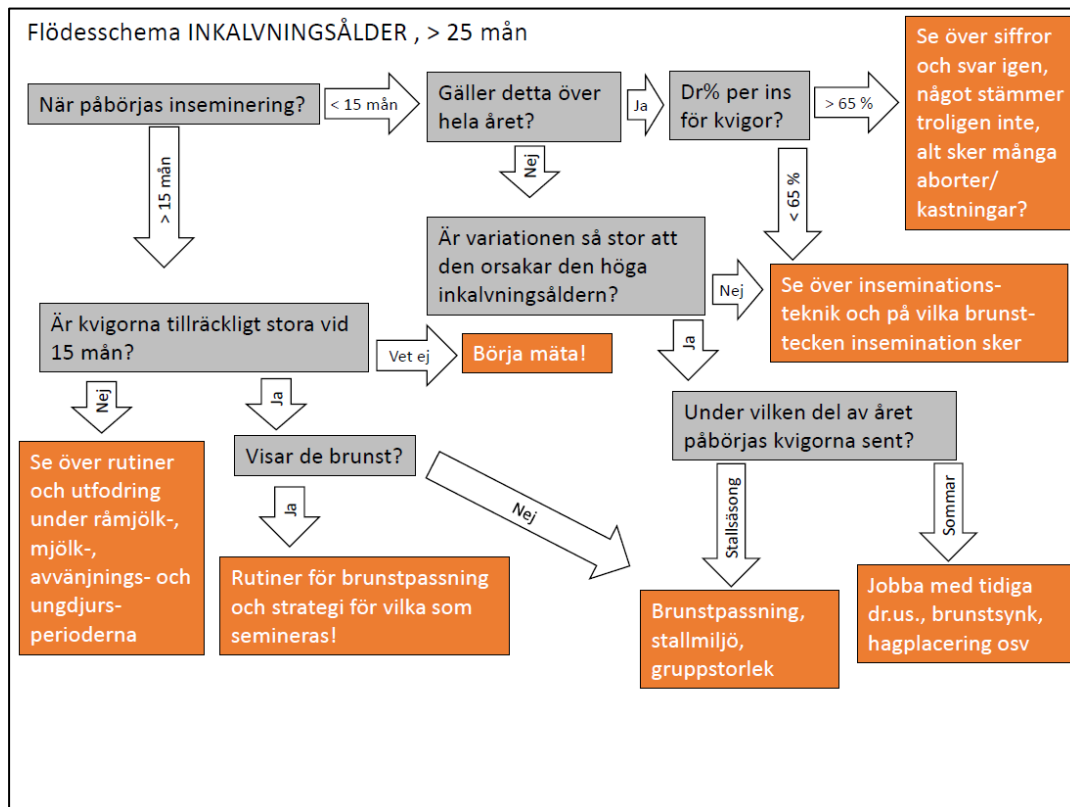 Flödesschema INKALVNINGSÅLDER , > 25 mån
När påbörjas inseminering?
< 15 mån
Gäller detta över
hela året?
Ja
Dr% per ins
för kvigor?
> 65 %
Se över siffror
och svar igen,
något stämmer
troligen inte,
alt sker många
aborter/
kastningar?
> 15 mån
Nej
< 65 %
Är variationen så stor att
den orsakar den höga
inkalvningsåldern?
Nej
Se över inseminations-
teknik och på vilka brunst-
tecken insemination sker
Är kvigorna tillräckligt stora vid
15 mån?
Vet ej
Börja mäta!
Ja
Nej
Ja
Under vilken del av året
påbörjas kvigorna sent?
Se över rutiner
och utfodring
under råmjölk-,
mjölk-,
avvänjnings- och
ungdjurs-
perioderna
Visar de brunst?
Nej
Ja
Stallsäsong
Sommar
Rutiner för brunstpassning
och strategi för vilka som
semineras!
Brunstpassning,
stallmiljö,
gruppstorlek
Jobba med tidiga
dr.us., brunstsynk,
hagplacering osv